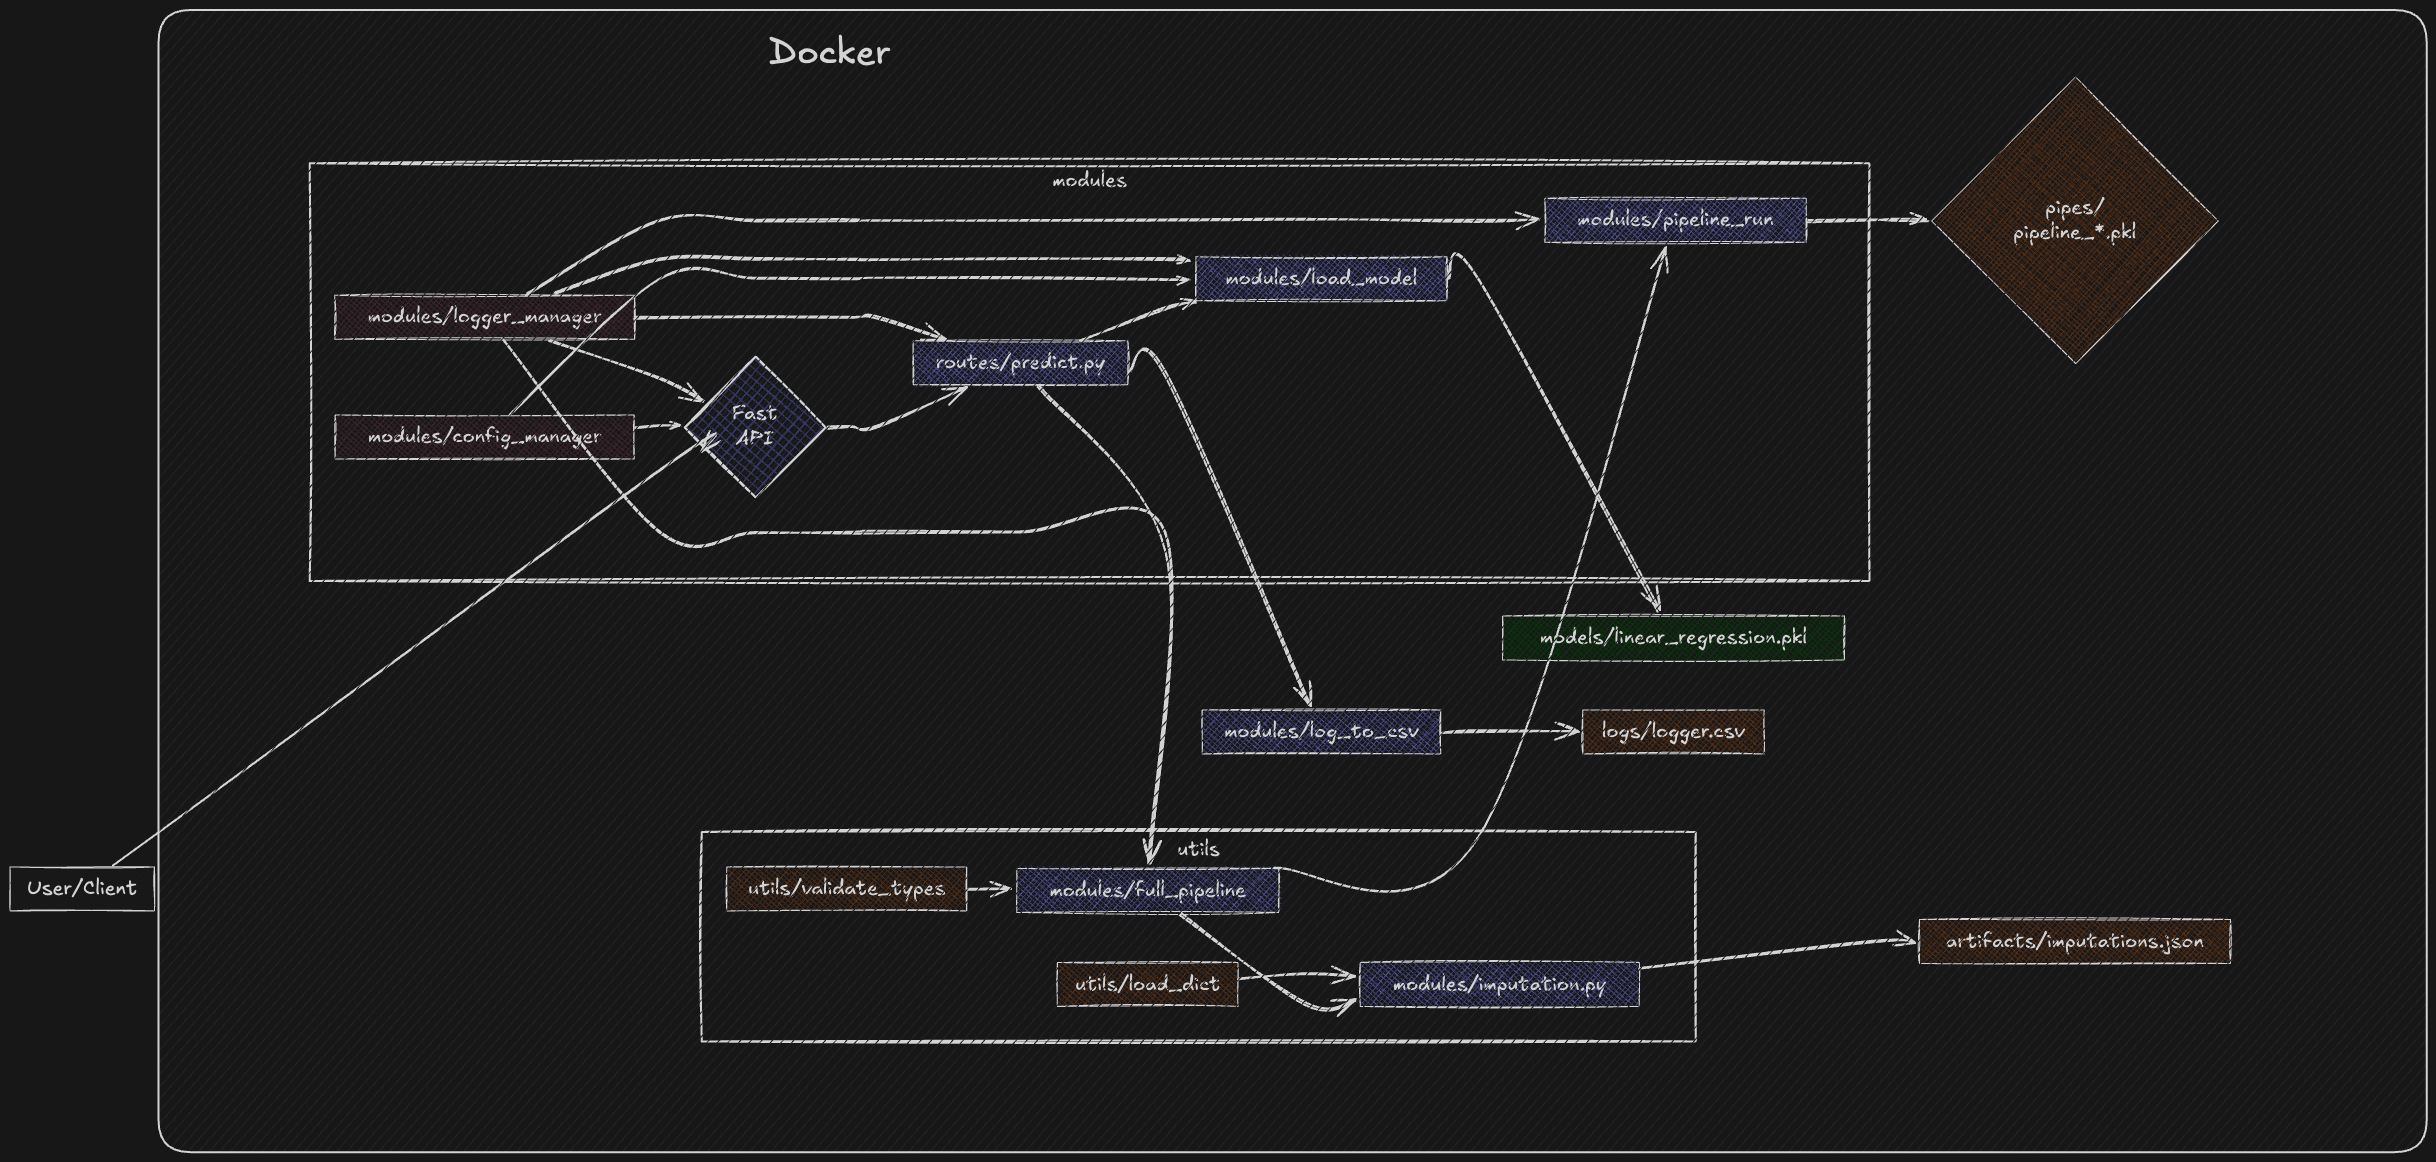 Docker
modules
modules/pipeline_run
pipes/
pipeline_*.pkl
modules/load_model
modules/logger_manager
routes/predict.py
Fast
API
modules/config_manager
models/linear_regression.pkl
modules/log_to_csv
logs/logger.csv
utils
User/Client
utils/validate_types
modules/full_pipeline
artifacts/imputations.json
utils/load_dict
modules/imputation.py